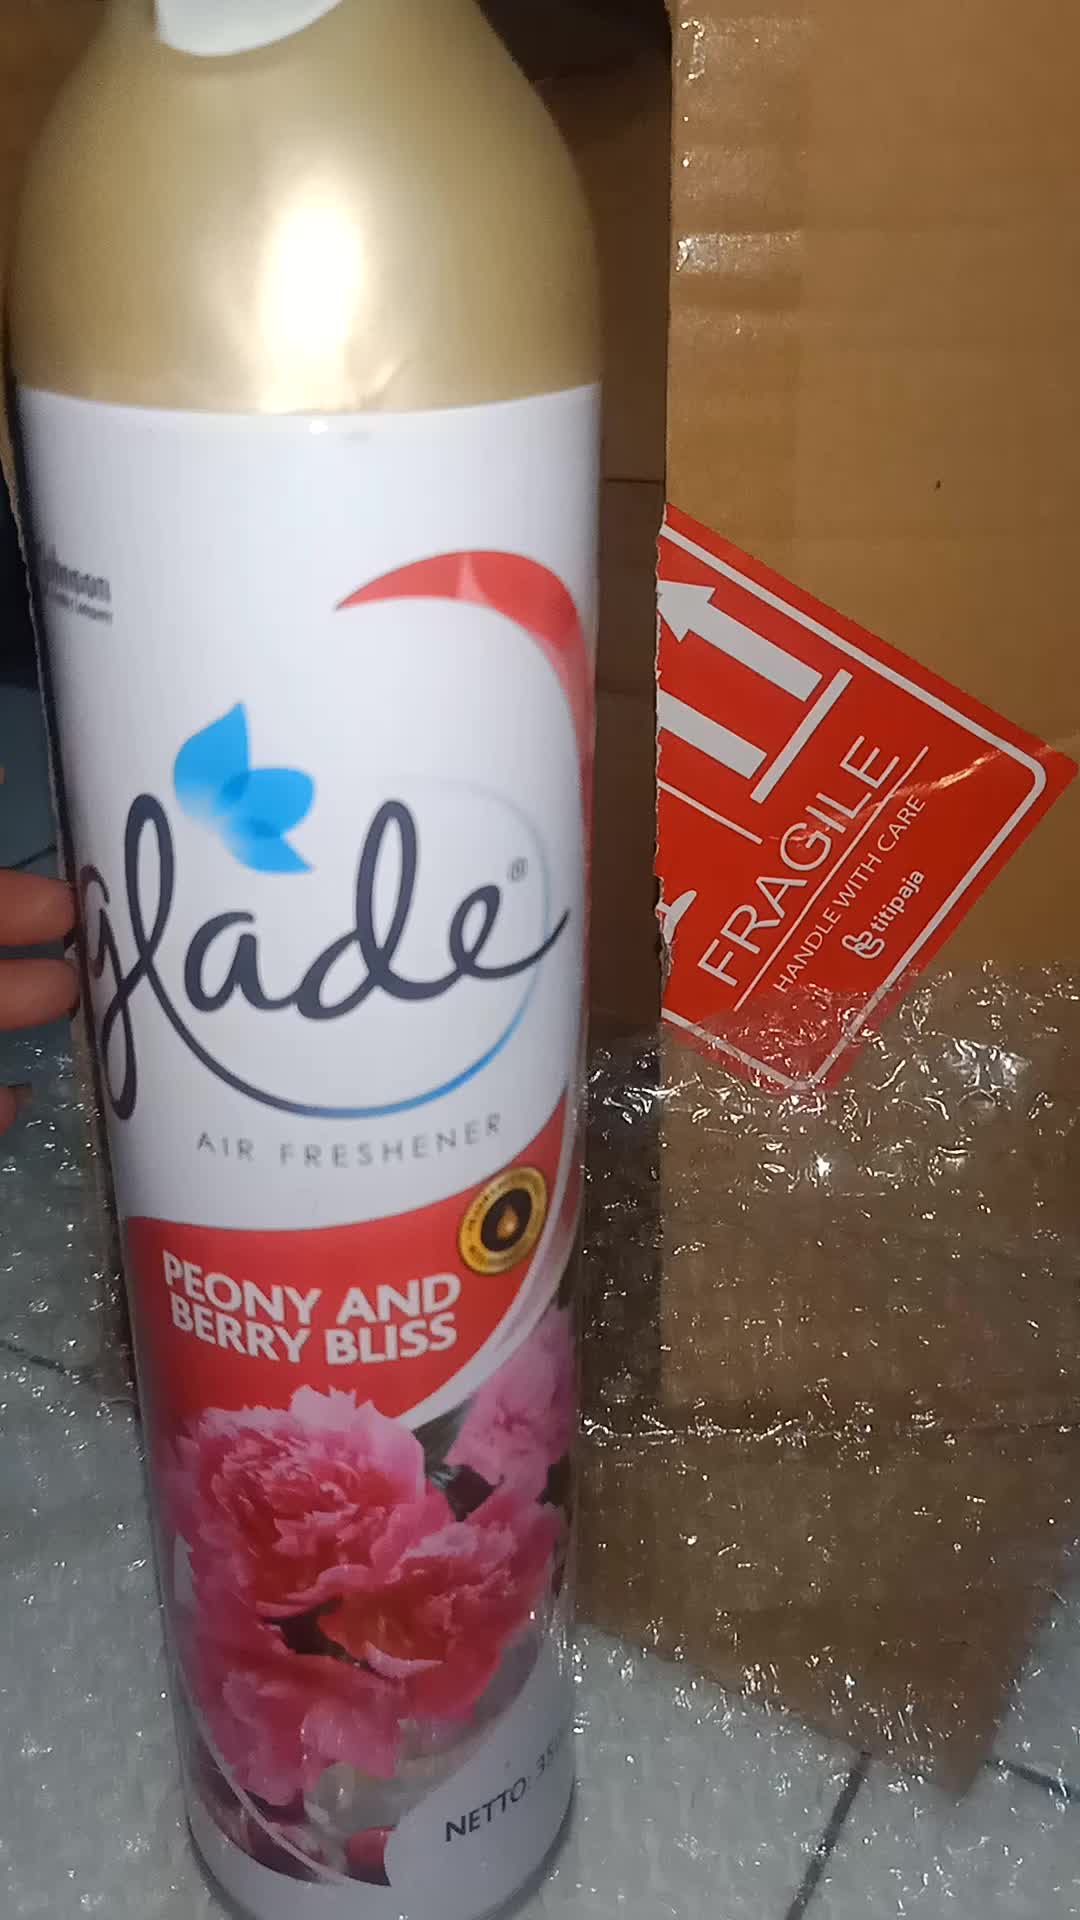 glade®
AIR FRESHENER
PEONY AND
BERRY BLISS
NETTO:
FRAGILE
HANDLE WITH CARE
titipaja